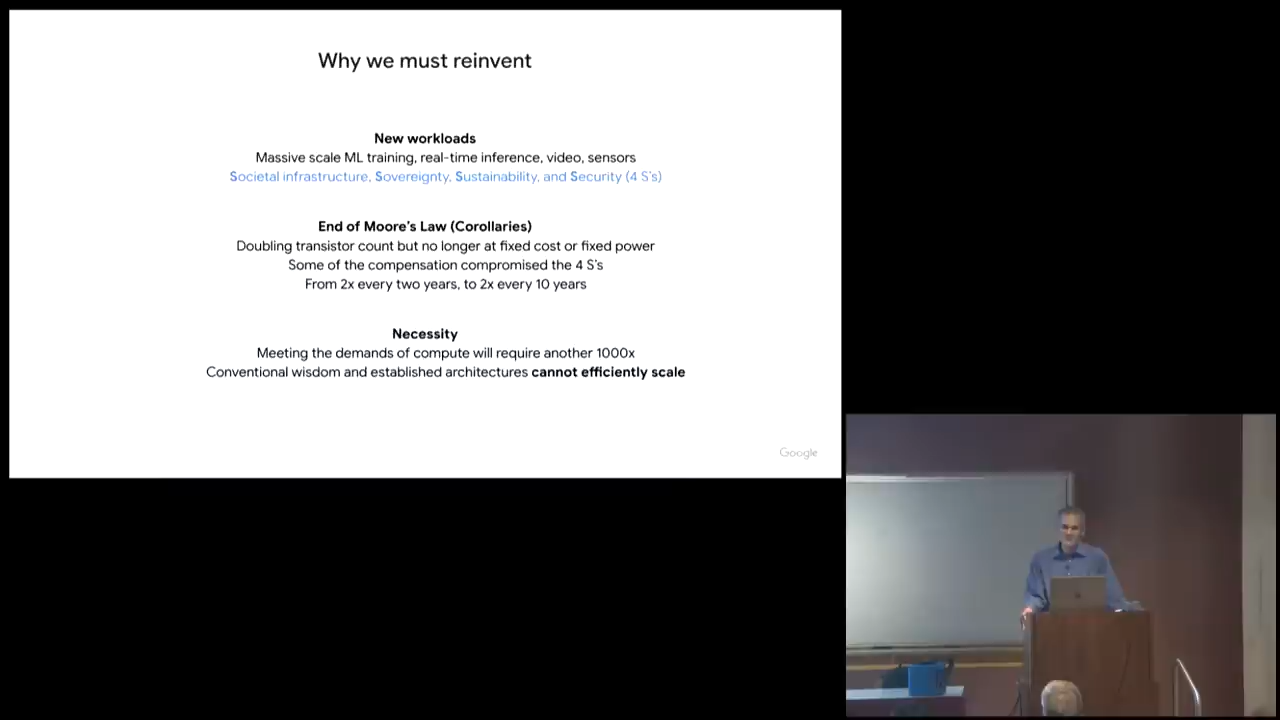 Why we must reinvent
New workloads
Massive scale ML training, real-time inference, video, sensors
Societal infrastructure, Sovereignty, Sustainability, and Security (4 S's)
End of Moore's Law (Corollaries)
Doubling transistor count but no longer at fixed cost or fixed power
Some of the compensation compromised the 4 S's
From 2x every two years, to 2x every 10 years
Necessity
Meeting the demands of compute will require another 1000x
Conventional wisdom and established architectures cannot efficiently scale
Google